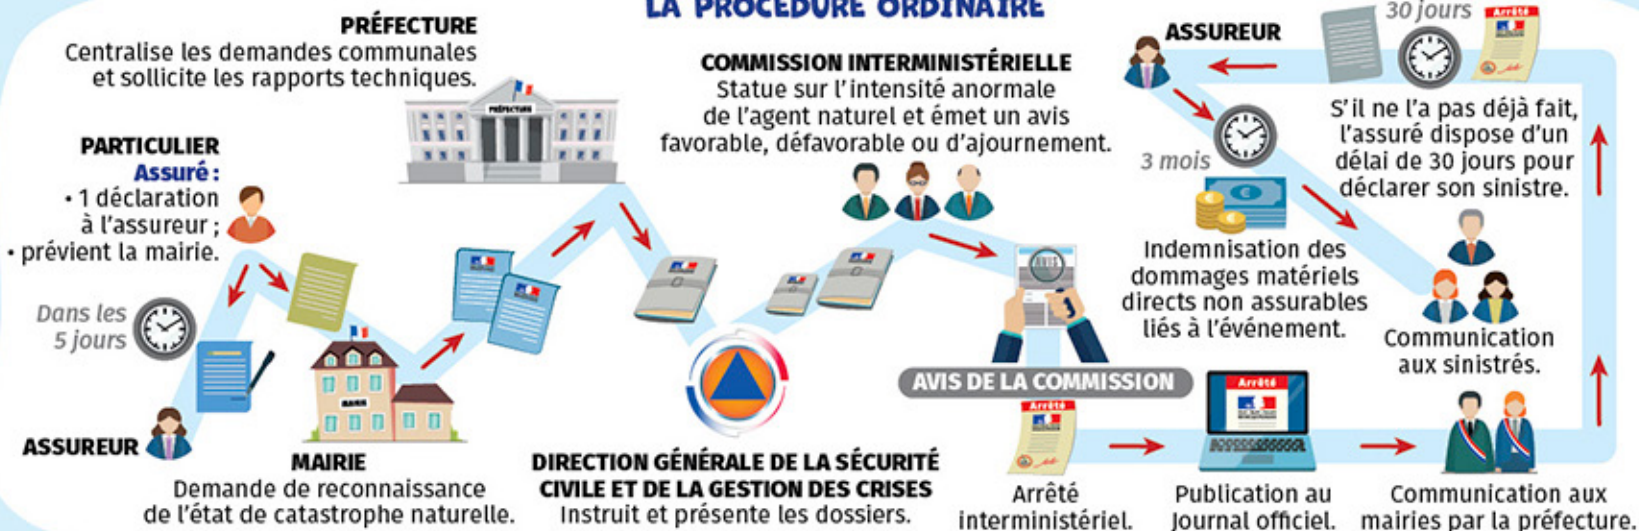 LA PROCÉDURE ORDINAIRE
PRÉFECTURE
Centralise les demandes communales
et sollicite les rapports techniques.
PRÉFECTURE
PARTICULIER
Assuré :
• 1 déclaration
à l'assureur ;
• prévient la mairie.
Dans les
5 jours
ASSUREUR
MAIRIE
MAIRIE
Demande de reconnaissance
de l'état de catastrophe naturelle.
DIRECTION GÉNÉRALE DE LA SÉCURITÉ
CIVILE ET DE LA GESTION DES CRISES
Instruit et présente les dossiers.
COMMISSION INTERMINISTÉRIELLE
Statue sur l'intensité anormale
de l'agent naturel et émet un avis
favorable, défavorable ou d'ajournement.
AVIS
AVIS DE LA COMMISSION
Arrêté
Arrêté
interministériel.
Arrêté
Publication au
Journal officiel.
Communication aux
mairies par la préfecture.
30 jours
Arrêté
S'il ne l'a pas déjà fait,
l'assuré dispose d'un
délai de 30 jours pour
déclarer son sinistre.
ASSUREUR
3 mois
Indemnisation des
dommages matériels
directs non assurables
liés à l'événement.
Communication
aux sinistrés.